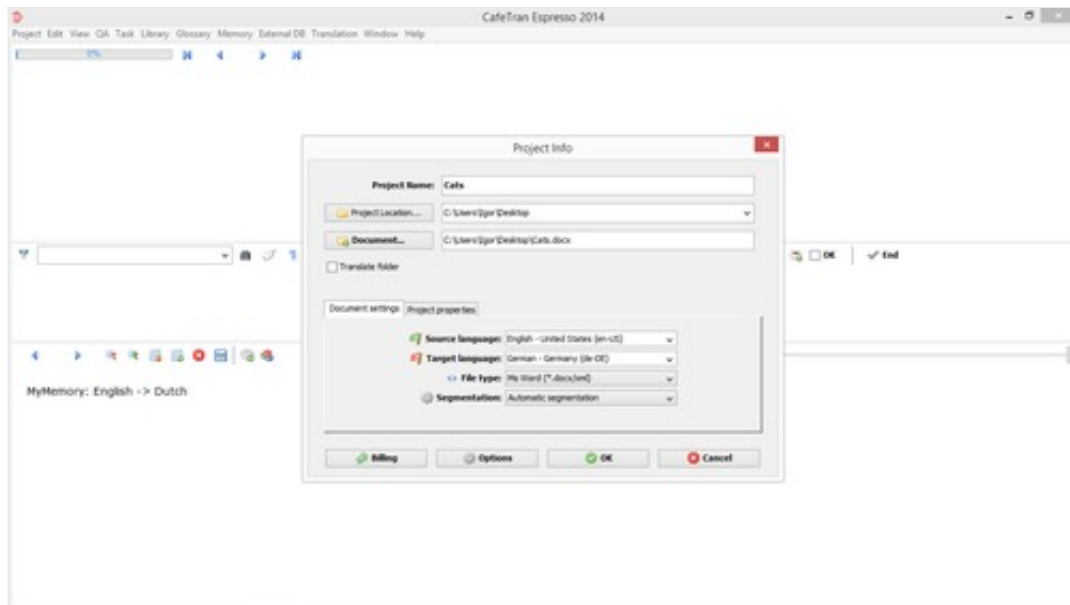 CafeTran Espresso 2014
Project Edit View QA Task Library Glossary Memory External DB Translation Window Help
0%
Project Info
Project Name: Cats
Project Location... C:\Users\Igor\Desktop
Document... C:\Users\Igor\Desktop\Cats.docx
OK End
Translate folder
Document settings Project properties
Source language: English - United States (en-US)
Target language: German - Germany (de-DE)
File type: Ms Word (*.docx/xml)
Segmentation: Automatic segmentation
MyMemory: English -> Dutch
Billing Options OK Cancel